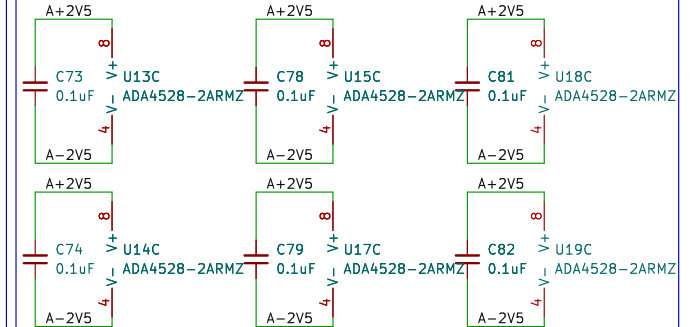 A+2V5 A+2V5 A+2V5
8 8 8
C73 V+ U13C C78 V+ U15C C81 V+ U18C
0.1uF V- ADA4528-2ARMZ 0.1uF V- ADA4528-2ARMZ 0.1uF V- ADA4528-2ARMZ
4 4 4
A-2V5 A-2V5 A-2V5
A+2V5 A+2V5 A+2V5
8 8 8
C74 V+ U14C C79 V+ U17C C82 V+ U19C
0.1uF V- ADA4528-2ARMZ 0.1uF V- ADA4528-2ARMZ 0.1uF V- ADA4528-2ARMZ
4 4 4
A-2V5 A-2V5 A-2V5